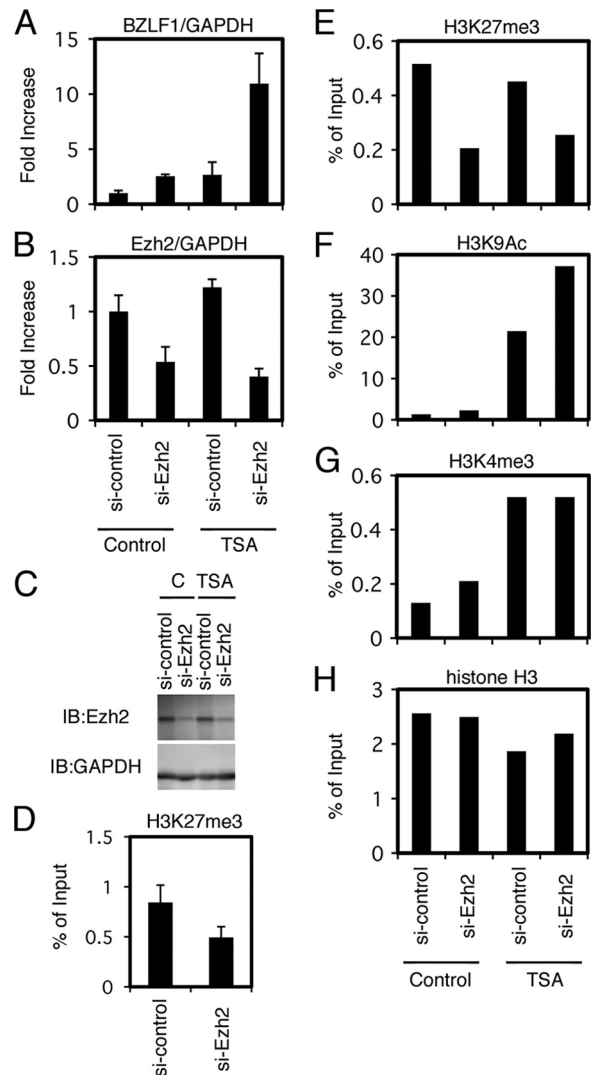 A
BZLF1/GAPDH
Fold Increase
15
10
5
0
B
Ezh2/GAPDH
Fold Increase
1.5
1
0.5
0
si-control
si-Ezh2
si-control
si-Ezh2
Control
TSA
C
C TSA
si-control
si-Ezh2
si-control
si-Ezh2
IB:Ezh2
IB:GAPDH
D
H3K27me3
% of Input
1.5
1
0.5
0
si-control
si-Ezh2
E
H3K27me3
% of Input
0.6
0.4
0.2
0
F
H3K9Ac
% of Input
40
30
20
10
0
G
H3K4me3
% of Input
0.6
0.4
0.2
0
H
histone H3
% of Input
3
2
1
0
si-control
si-Ezh2
si-control
si-Ezh2
Control
TSA